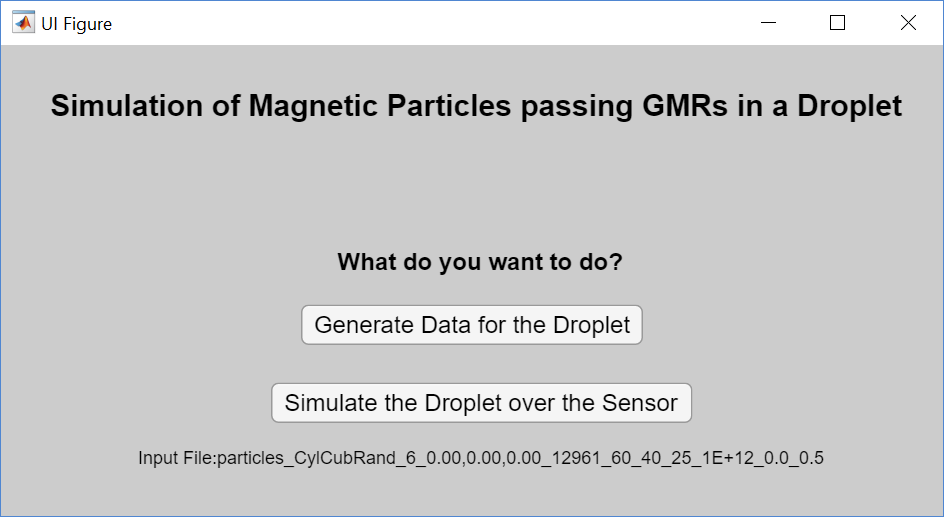 UI Figure
Simulation of Magnetic Particles passing GMRs in a Droplet
What do you want to do?
Generate Data for the Droplet
Simulate the Droplet over the Sensor
Input File:particles_CylCubRand_6_0.00,0.00,0.00_12961_60_40_25_1E+12_0.0_0.5